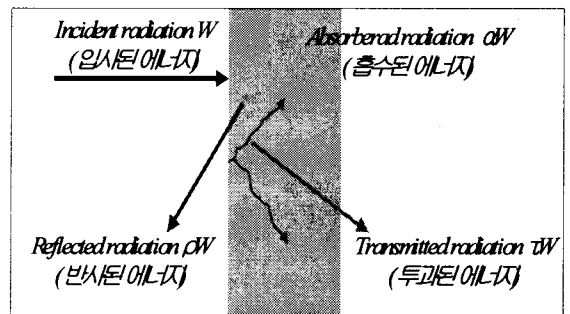 Incident radiation W
(입사된 에너지)
Absorberad radiation αW
(흡수된 에너지)
Reflected radiation ρW
(반사된 에너지)
Transmitted radiation τW
(투과된 에너지)